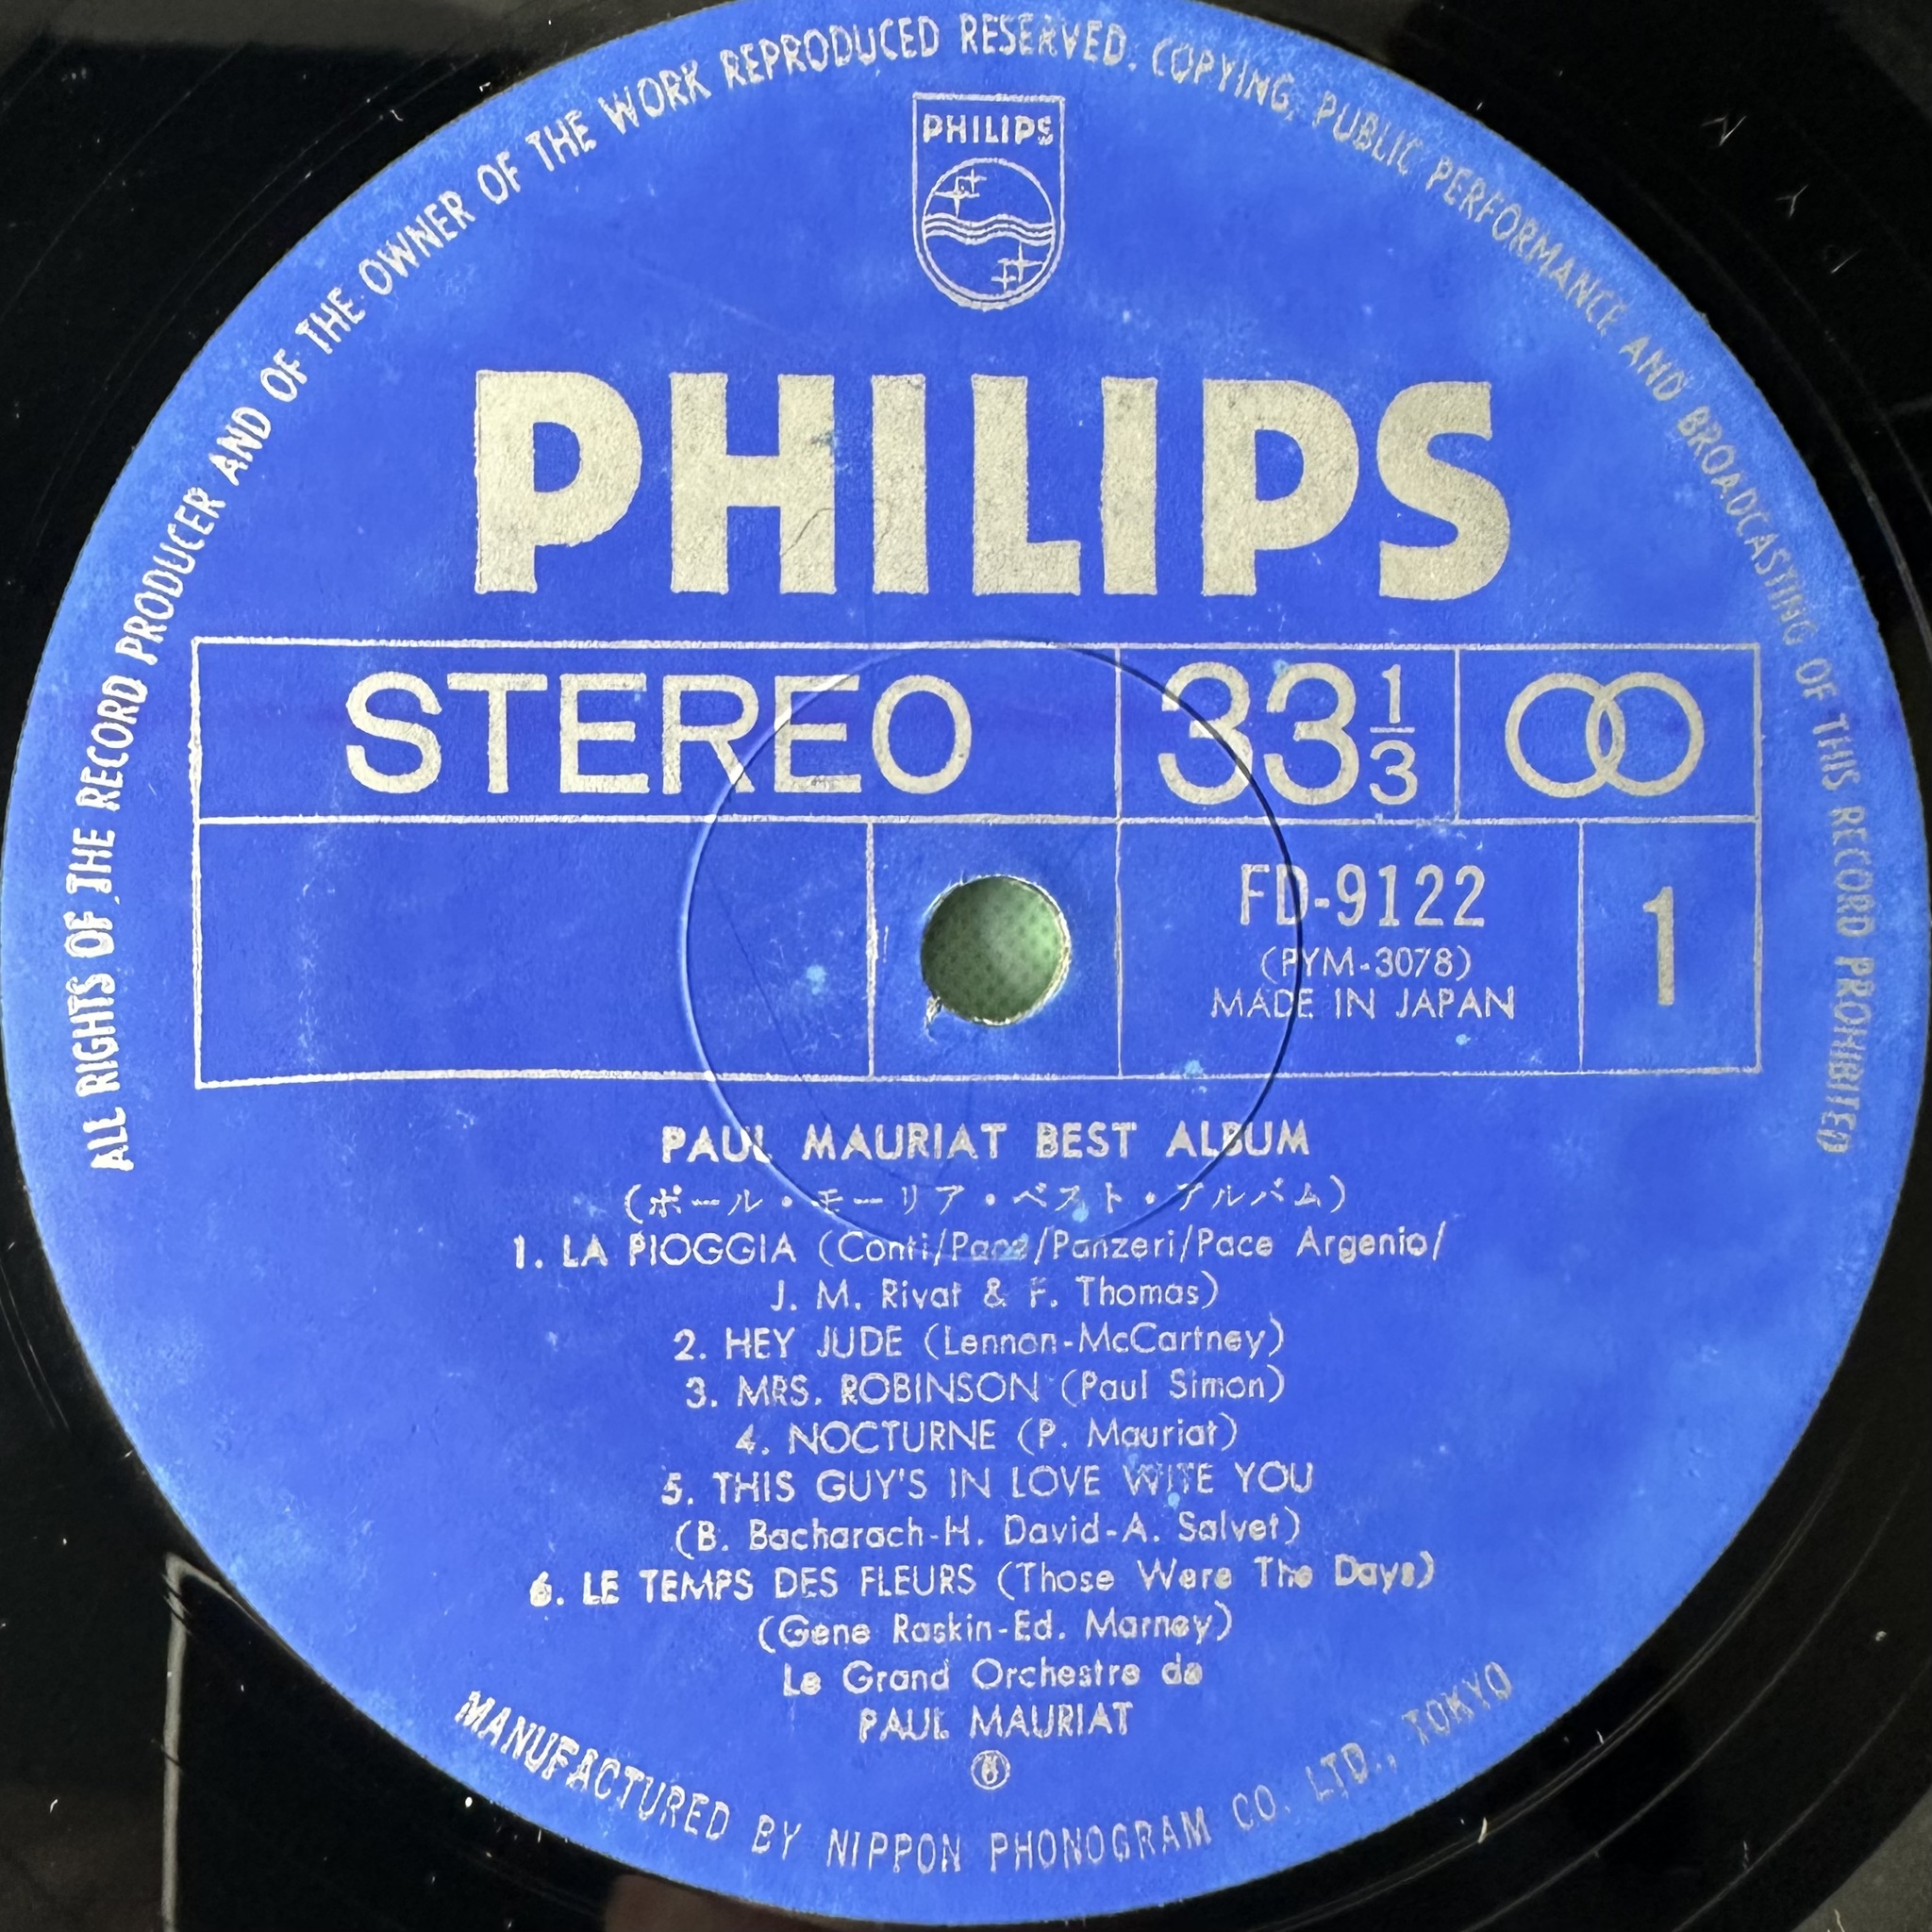 ALL RIGHTS OF THE RECORD PRODUCER AND OF THE OWNER OF THE WORK REPRODUCED RESERVED. COPYING, PUBLIC PERFORMANCE AND BROADCASTING OF THIS RECORD PROHIBITED
PHILIPS
PHILIPS
STEREO 33 1/3
FD-9122 1
(PYM-3078)
MADE IN JAPAN
PAUL MAURIAT BEST ALBUM
(ポール・モーリア・ベスト・アルバム)
1. LA PIOGGIA (Conti/Pace/Panzeri/Pace Argenio/
J. M. Rivat & F. Thomas)
2. HEY JUDE (Lennon-McCartney)
3. MRS. ROBINSON (Paul Simon)
4. NOCTURNE (P. Mauriat)
5. THIS GUY'S IN LOVE WITE YOU
(B. Bacharach-H. David-A. Salvet)
6. LE TEMPS DES FLEURS (Those Were The Days)
(Gene Raskin-Ed. Marney)
Le Grand Orchestre de
PAUL MAURIAT
MANUFACTURED BY NIPPON PHONOGRAM CO. LTD., TOKYO